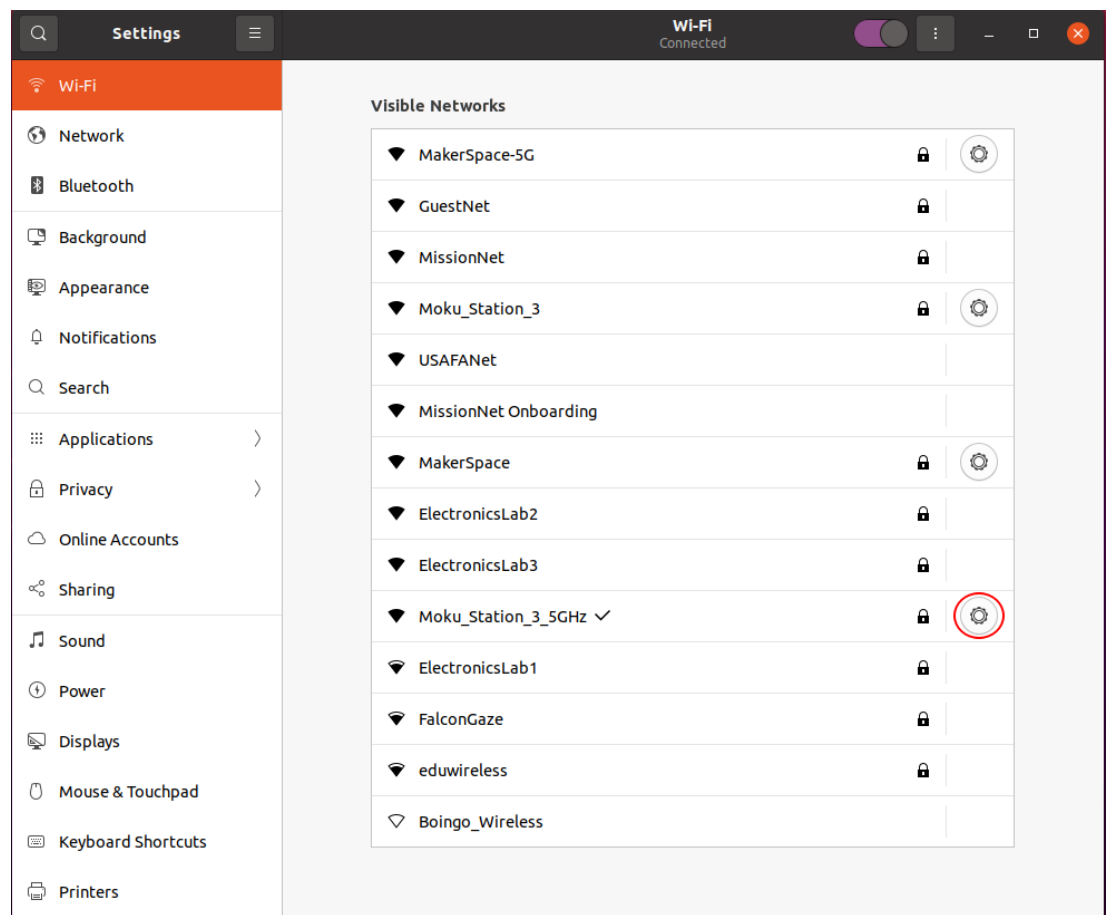 Settings
Wi-Fi
Connected
Wi-Fi
Network
Bluetooth
Background
Appearance
Notifications
Search
Applications
Privacy
Online Accounts
Sharing
Sound
Power
Displays
Mouse & Touchpad
Keyboard Shortcuts
Printers
Visible Networks
MakerSpace-5G
GuestNet
MissionNet
Moku_Station_3
USAFANet
MissionNet Onboarding
MakerSpace
ElectronicsLab2
ElectronicsLab3
Moku_Station_3_5GHz
ElectronicsLab1
FalconGaze
eduwireless
Boingo_Wireless